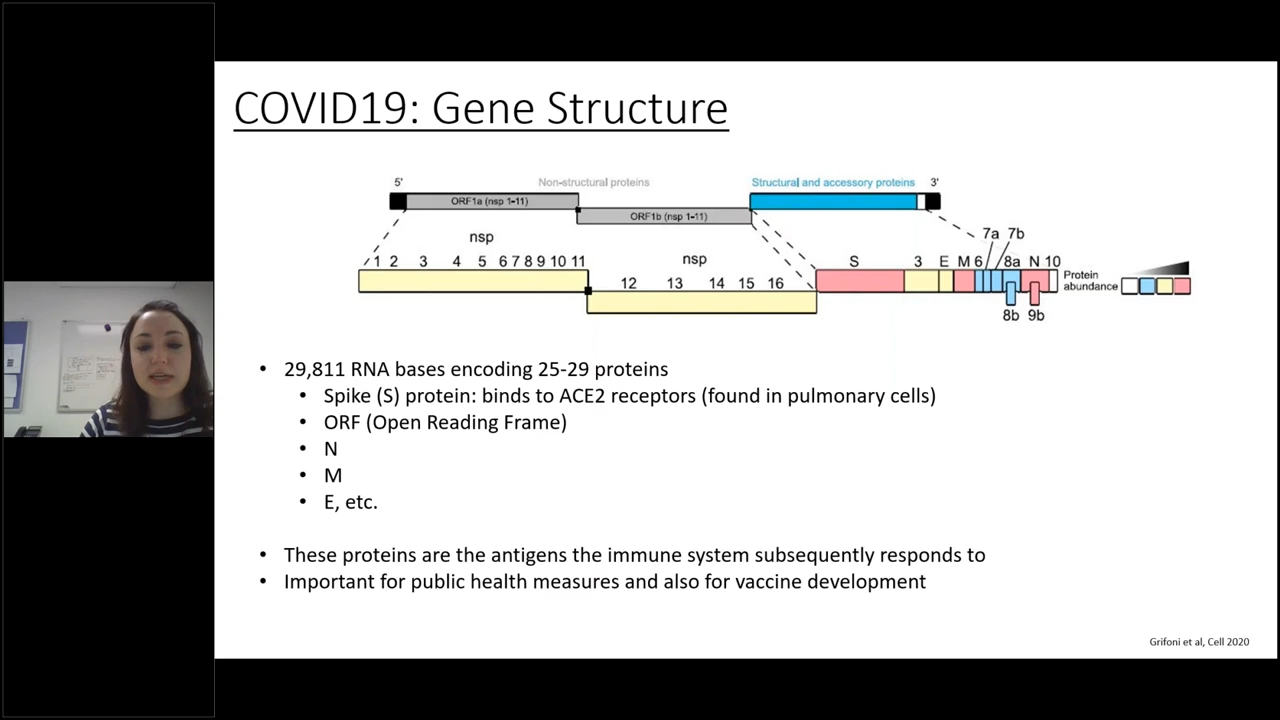 COVID19: Gene Structure
5' Non-structural proteins Structural and accessory proteins 3'
ORF1a (nsp 1-11)
ORF1b (nsp 1-11)
7a 7b
nsp
nsp
1 2 3 4 5 6 7 8 9 10 11
S 3 E M 6 8a N 10
12 13 14 15 16
Protein
abundance
8b 9b
• 29,811 RNA bases encoding 25-29 proteins
• Spike (S) protein: binds to ACE2 receptors (found in pulmonary cells)
• ORF (Open Reading Frame)
• N
• M
• E, etc.
• These proteins are the antigens the immune system subsequently responds to
• Important for public health measures and also for vaccine development
Grifoni et al, Cell 2020